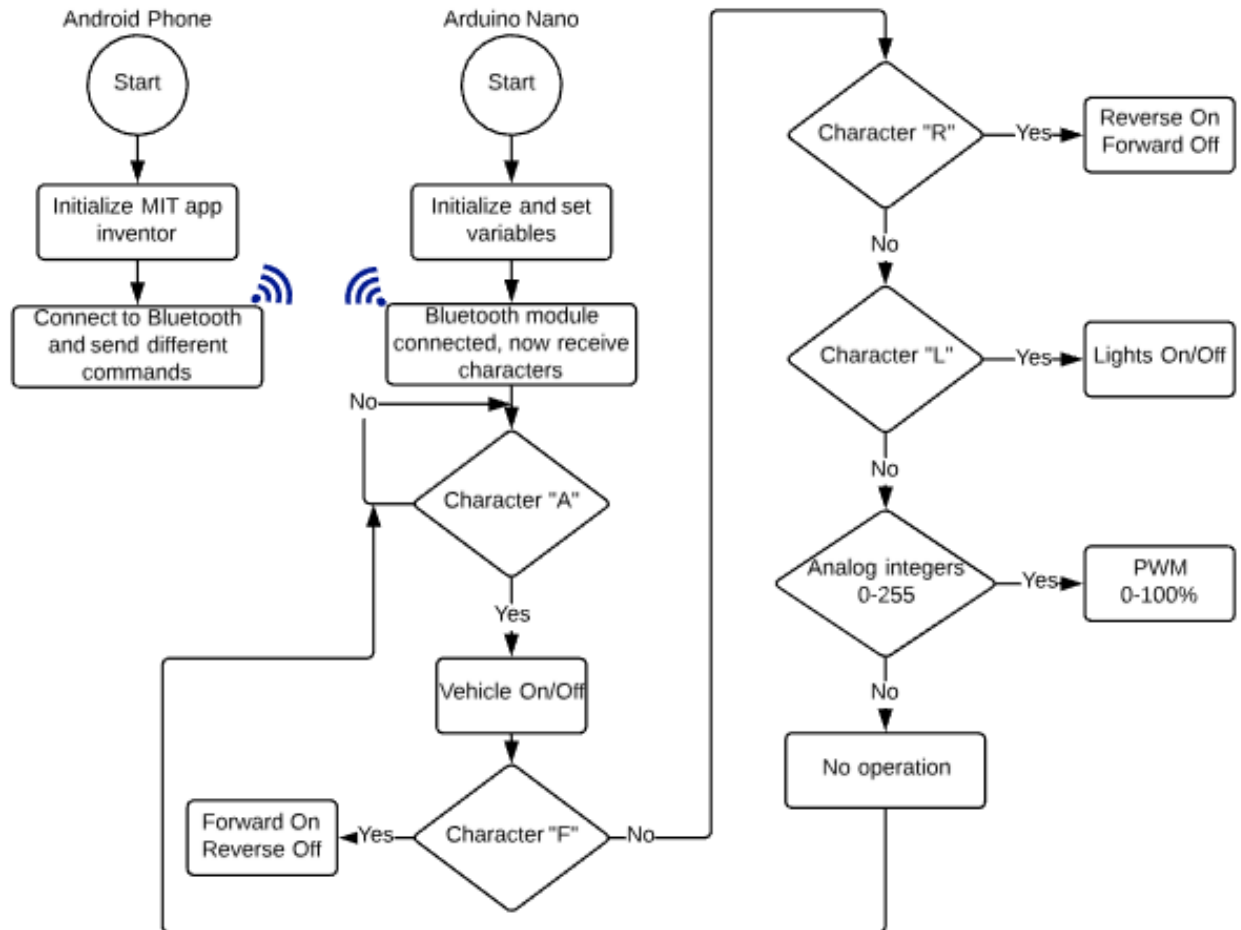 Android Phone
Start
Initialize MIT app
inventor
Connect to Bluetooth
and send different
commands
Arduino Nano
Start
Initialize and set
variables
Bluetooth module
connected, now receive
characters
No
Character "A"
Yes
Vehicle On/Off
Character "F"
Yes
Forward On
Reverse Off
No
Character "R"
Yes
Reverse On
Forward Off
No
Character "L"
Yes
Lights On/Off
No
Analog integers
0-255
Yes
PWM
0-100%
No
No operation